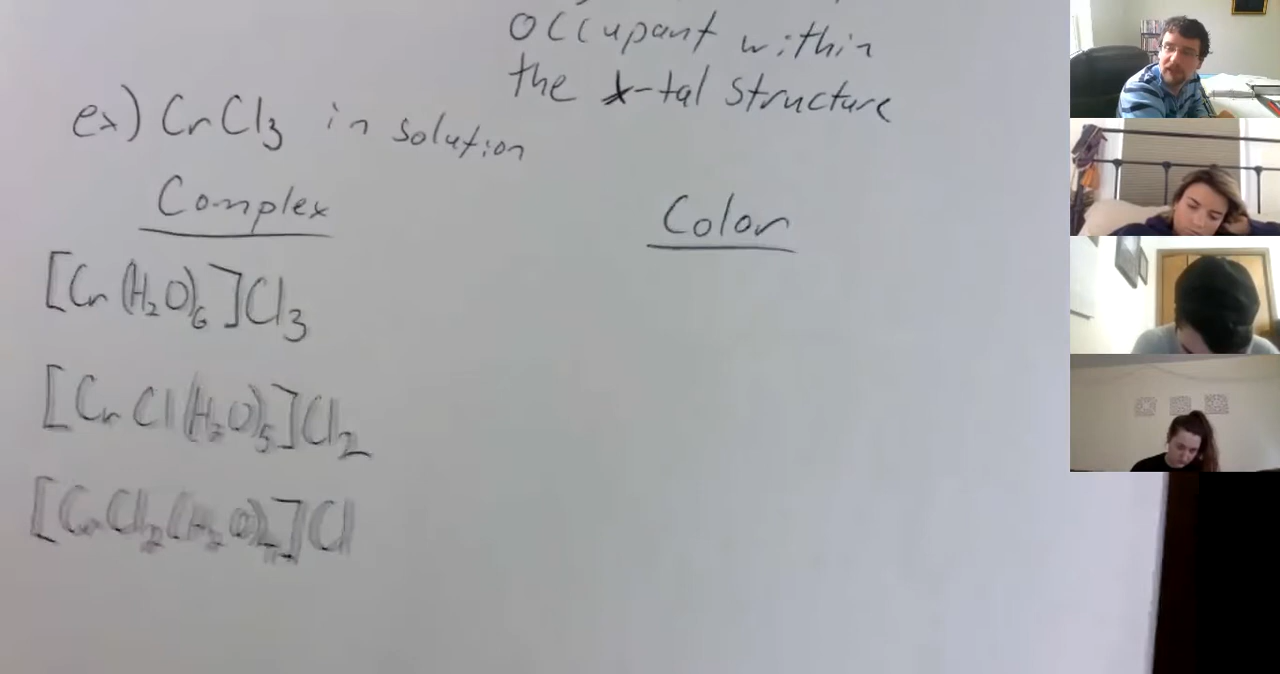 occupant within
the x-tal structure
ex) CrCl3 in solution
Complex
Color
[Cr(H2O)6]Cl3
[CrCl(H2O)5]Cl2
[CrCl2(H2O)]Cl